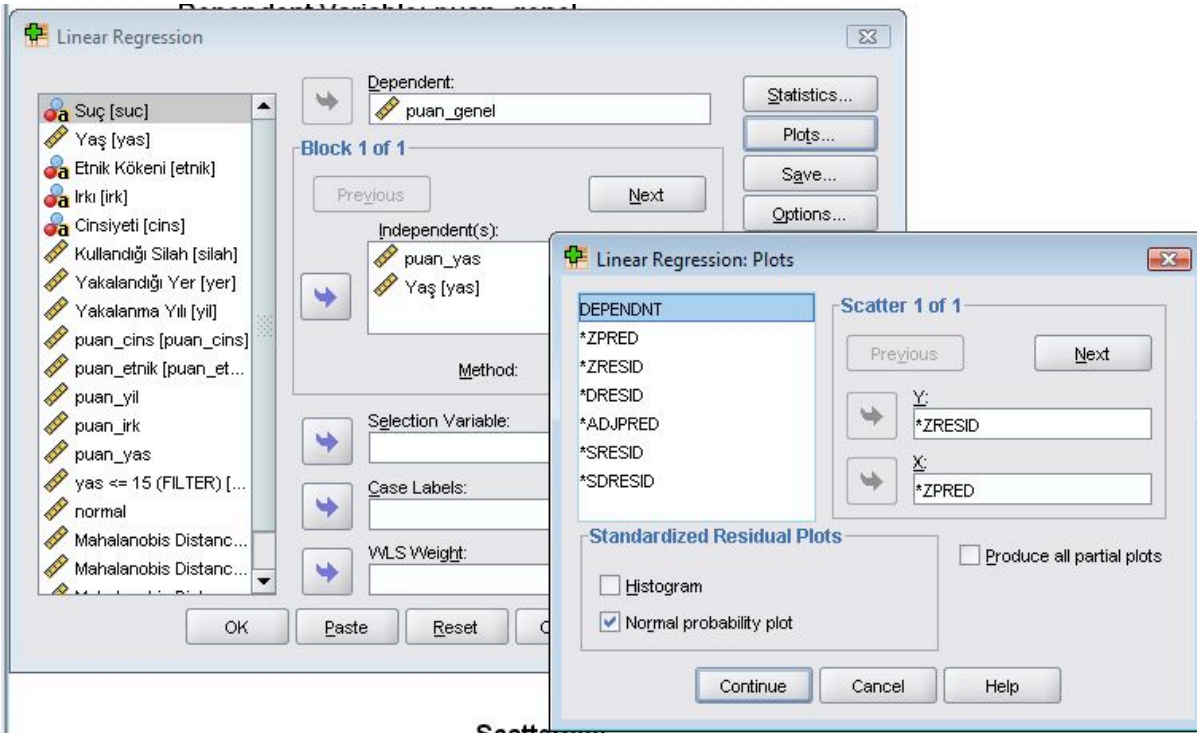 Dependent Variable: puan_genel
Linear Regression
Suç [suc]
Yaş [yas]
Etnik Kökeni [etnik]
Irkı [irk]
Cinsiyeti [cins]
Kullandığı Silah [silah]
Yakalandığı Yer [yer]
Yakalanma Yılı [yil]
puan_cins [puan_cins]
puan_etnik [puan_et...
puan_yil
puan_irk
puan_yas
yas <= 15 (FILTER) [...
normal
Mahalanobis Distanc...
Mahalanobis Distanc...
Dependent:
puan_genel
Block 1 of 1
Previous
Next
Independent(s):
puan_yas
Yaş [yas]
Method:
Selection Variable:
Case Labels:
WLS Weight:
Statistics...
Plots...
Save...
Options...
OK
Paste
Reset
Linear Regression: Plots
DEPENDNT
*ZPRED
*ZRESID
*DRESID
*ADJPRED
*SRESID
*SDRESID
Scatter 1 of 1
Previous
Next
Y:
*ZRESID
X:
*ZPRED
Standardized Residual Plots
Histogram
Normal probability plot
Produce all partial plots
Continue
Cancel
Help